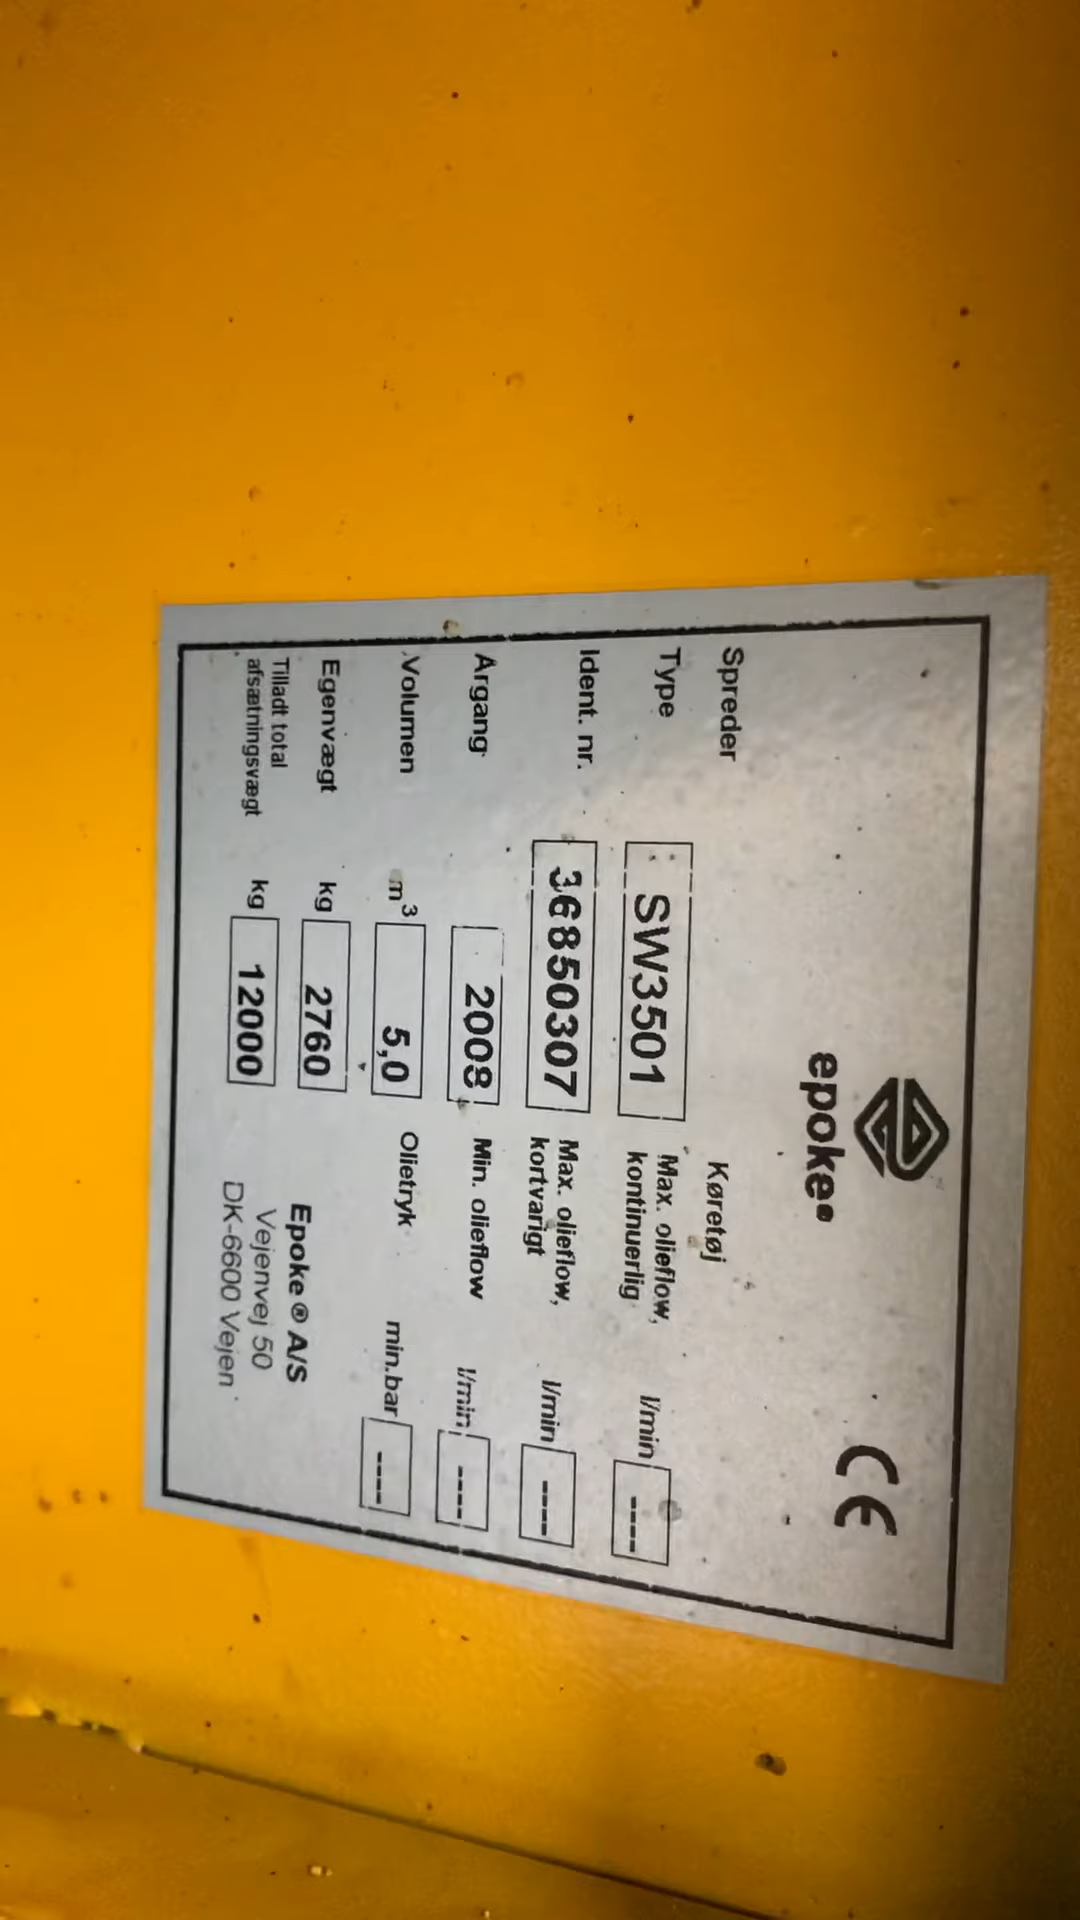 epoke®
CE
Spreder
Køretøj
Type SW3501
Max. olieflow,
kontinuerlig l/min ----
Ident. nr. 36850307
Max. olieflow,
kortvarigt l/min ----
Argang 2008
Min. olieflow l/min ----
Volumen m³ 5,0
Olietryk min.bar ----
Egenvægt kg 2760
Tilladt total
afsætningsvægt kg 12000
Epoke® A/S
Vejenvej 50
DK-6600 Vejen